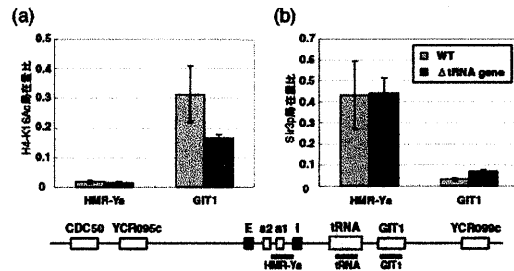 (a)
0.5
0.4
0.3
0.2
0.1
0
H4-K16Ac局在量比
HMR-Ya
GIT1
(b)
0.7
0.6
0.5
0.4
0.3
0.2
0.1
0
Sir3p局在量比
WT
ΔtRNA gene
HMR-Ya
GIT1
CDC50 YCR095c E a2 a1 I tRNA GIT1 YCR099c
HMR-Ya tRNA GIT1